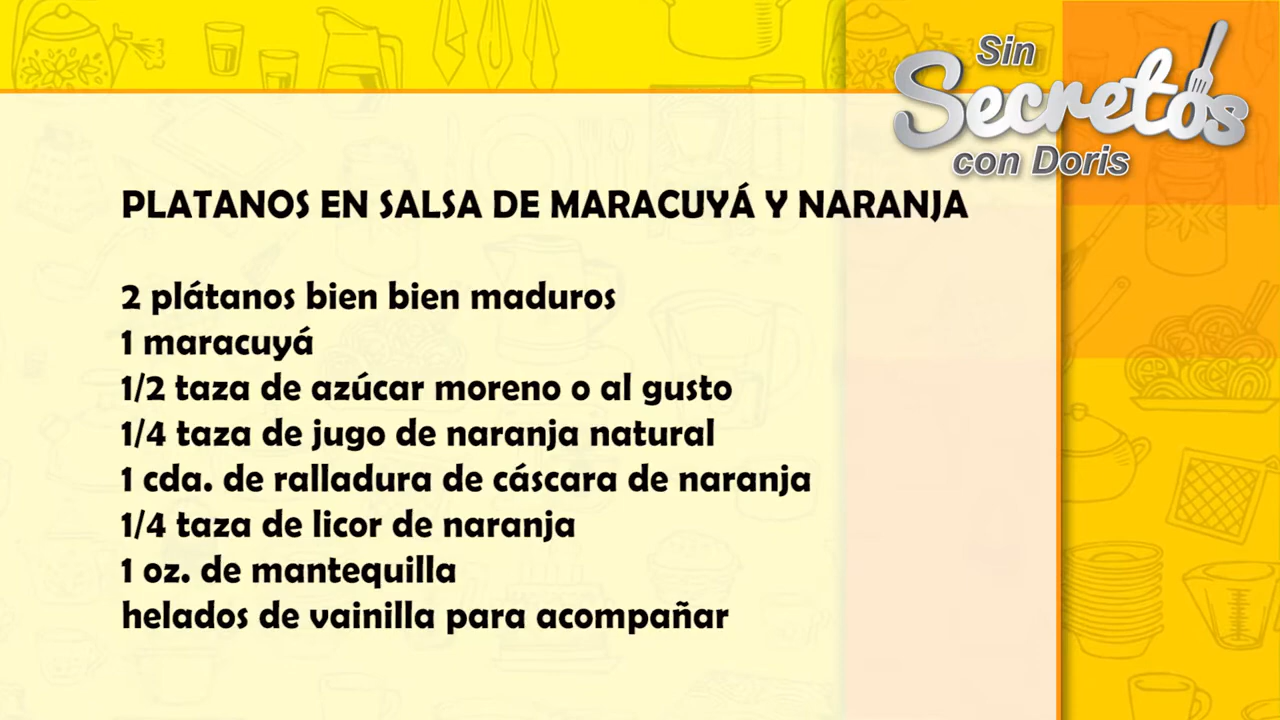 Sin
Secretos
con Doris
PLATANOS EN SALSA DE MARACUYÁ Y NARANJA
2 plátanos bien bien maduros
1 maracuyá
1/2 taza de azúcar moreno o al gusto
1/4 taza de jugo de naranja natural
1 cda. de ralladura de cáscara de naranja
1/4 taza de licor de naranja
1 oz. de mantequilla
helados de vainilla para acompañar